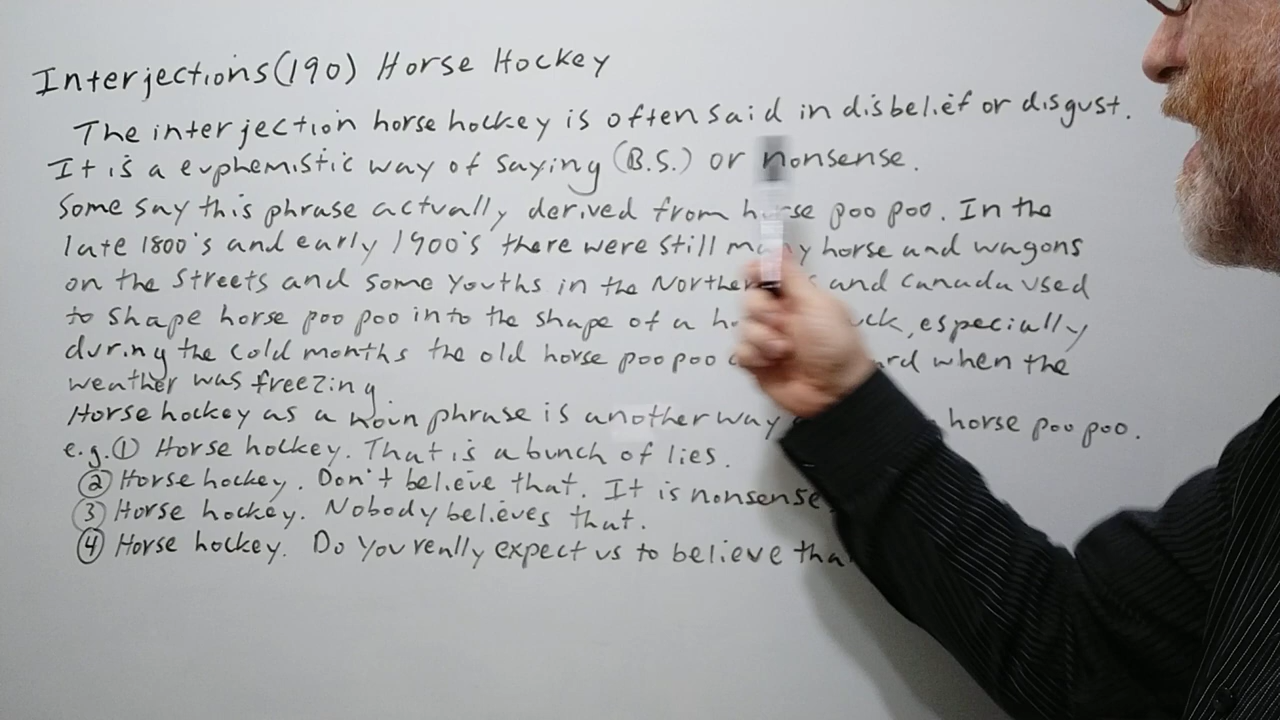 Interjections (190) Horse Hockey
The interjection horse hockey is often said in disbelief or disgust.
It is a euphemistic way of saying (B.S.) or nonsense.
Some say this phrase actually derived from horse poo poo. In the
late 1800's and early 1900's there were still many horse and wagons
on the streets and some youths in the and Canada used
to shape horse poo poo into the shape of a especially
during the cold months the old horse poo poo when the
weather was freezing.
Horse hockey as a noun phrase is another way horse poo poo.
e.g. ① Horse hockey. That is a bunch of lies.
② Horse hockey. Don't believe that. It is nonsense.
③ Horse hockey. Nobody believes that.
④ Horse hockey. Do you really expect us to believe